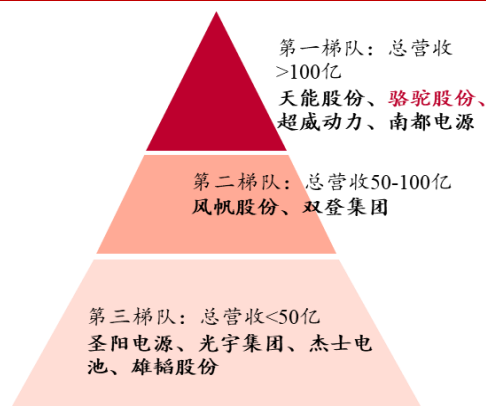 第一梯队：总营收
>100亿
天能股份、骆驼股份、
超威动力、南都电源
第二梯队：总营收50-100亿
风帆股份、双登集团
第三梯队：总营收<50亿
圣阳电源、光宇集团、杰士电
池、雄韬股份